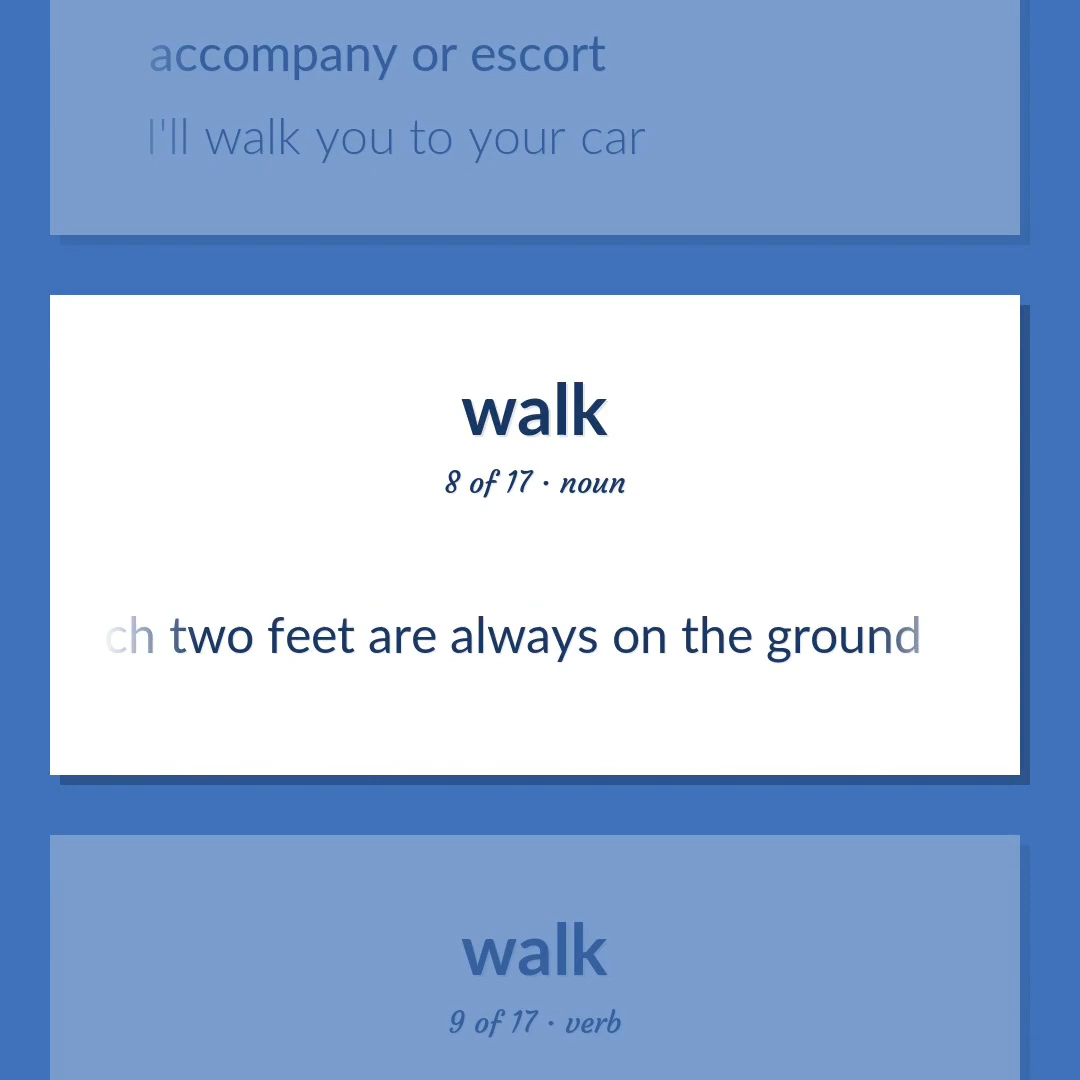 accompany or escort
I'll walk you to your car
walk
8 of 17 · noun
ch two feet are always on the ground
walk
9 of 17 · verb